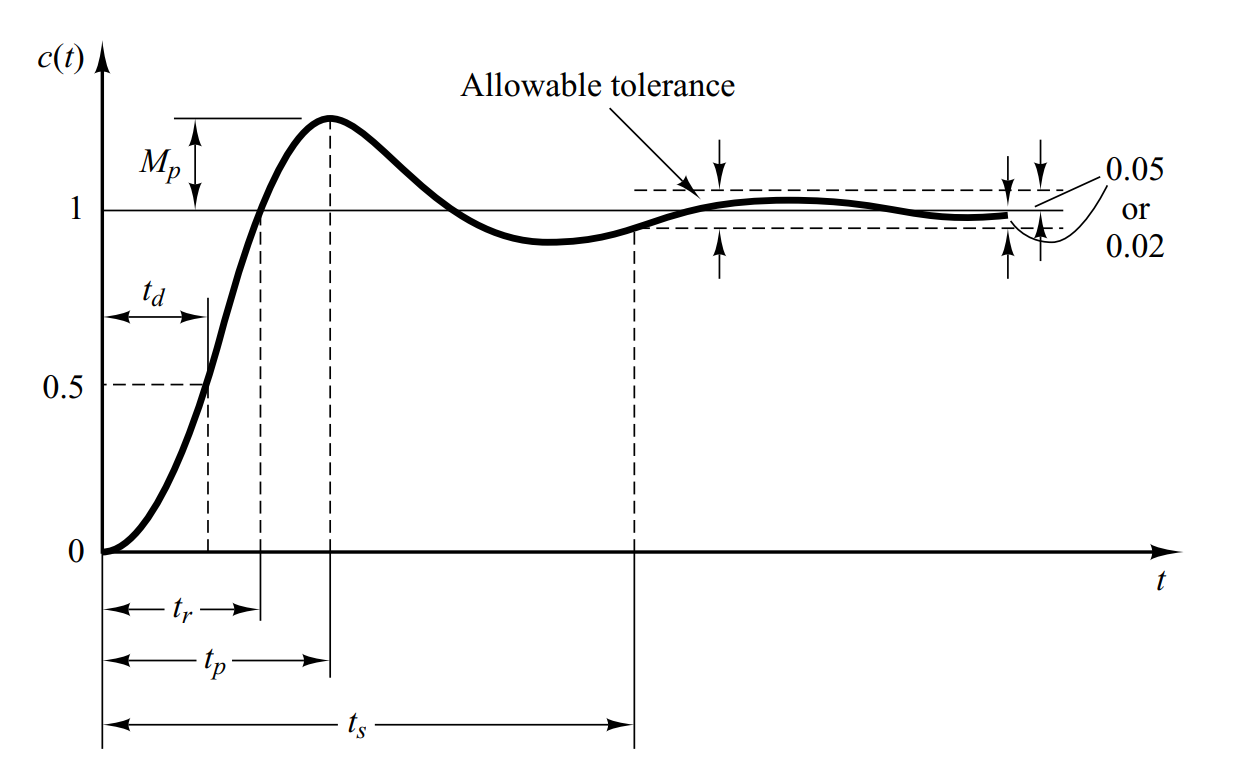 c(t)
Allowable tolerance
M_p
0.05
1
or
0.02
t_d
0.5
0
t
t_r
t_p
t_s